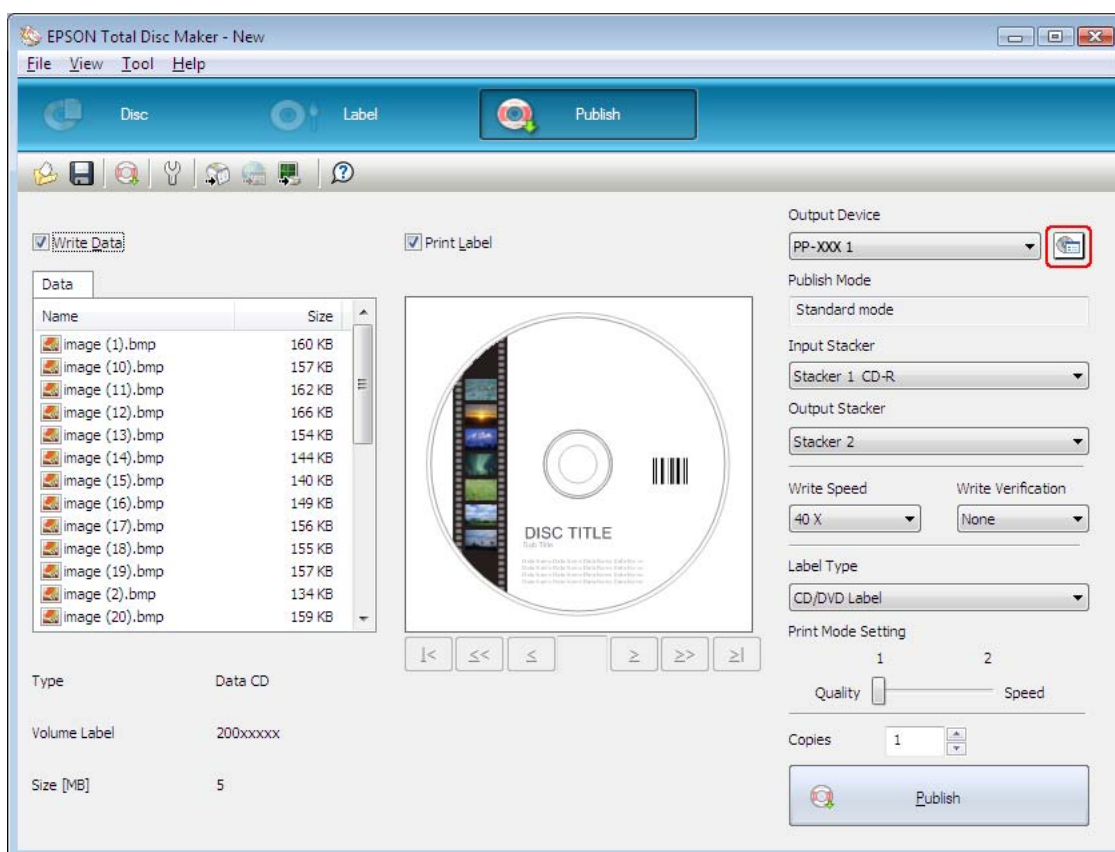 EPSON Total Disc Maker - New
File View Tool Help
Disc Label Publish
Write Data
Print Label
Output Device
PP-XXX 1
Publish Mode
Standard mode
Input Stacker
Stacker 1 CD-R
Output Stacker
Stacker 2
Write Speed Write Verification
40 X None
Label Type
CD/DVD Label
Print Mode Setting
1 2
Quality Speed
Copies 1
Publish
Data
Name Size
image (1).bmp 160 KB
image (10).bmp 157 KB
image (11).bmp 162 KB
image (12).bmp 166 KB
image (13).bmp 154 KB
image (14).bmp 144 KB
image (15).bmp 140 KB
image (16).bmp 149 KB
image (17).bmp 156 KB
image (18).bmp 155 KB
image (19).bmp 157 KB
image (2).bmp 134 KB
image (20).bmp 159 KB
DISC TITLE
Sub Title
|< << < > >> >|
Type Data CD
Volume Label 200xxxxx
Size [MB] 5